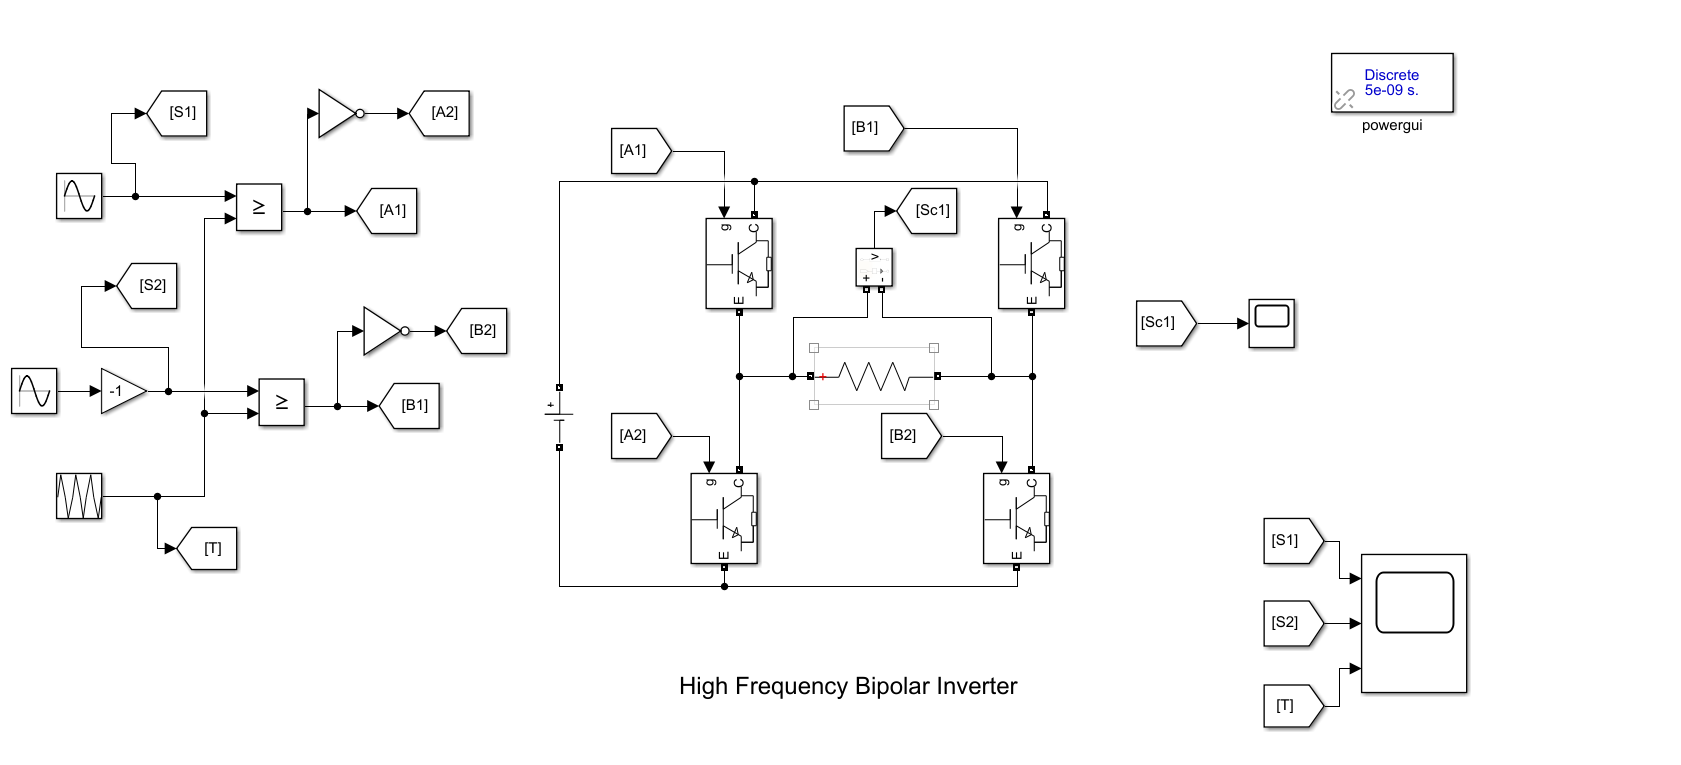 Discrete
5e-09 s.
powergui
[S1]
[A2]
[A1]
[B1]
≥
[A1]
[Sc1]
g
C
E
g
C
E
v
+
-
[S2]
[B2]
[Sc1]
-1
≥
[B1]
+
+
[A2]
[B2]
g
C
E
g
C
E
[T]
[S1]
[S2]
[T]
High Frequency Bipolar Inverter